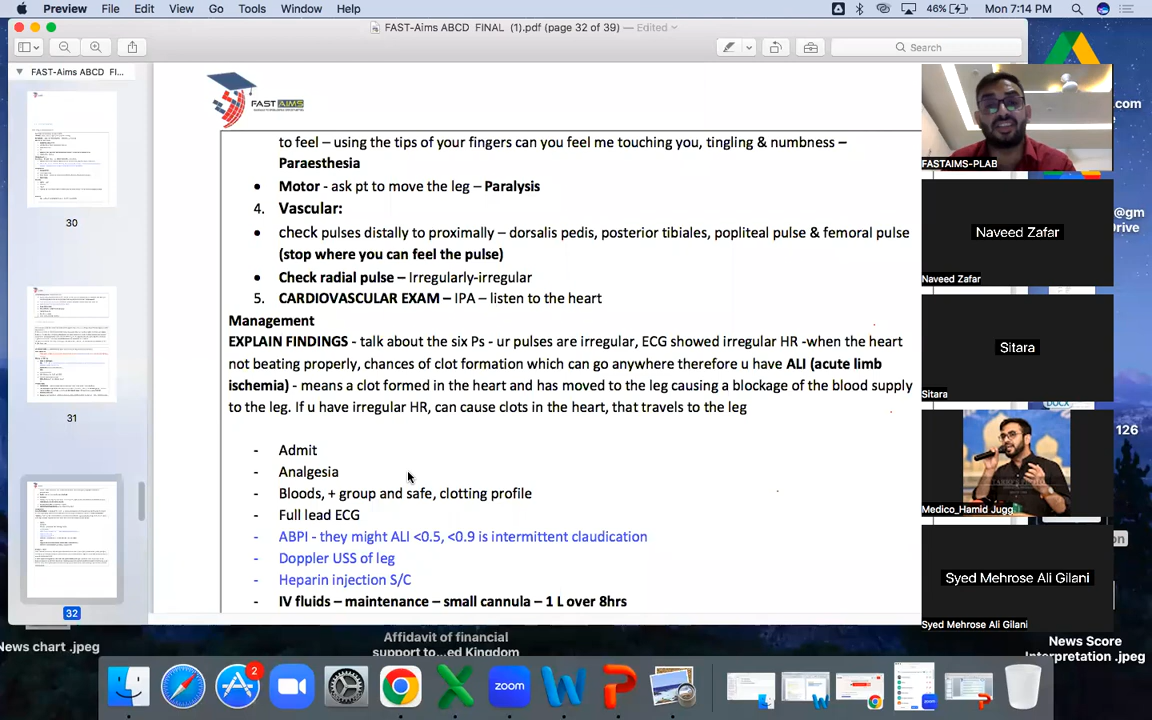 Preview File Edit View Go Tools Window Help
46% Mon 7:14 PM
FAST-Aims ABCD FINAL (1).pdf (page 32 of 39) — Edited
Search
FAST-Aims ABCD FI...
30
31
32
FAST AIMS
to feel – using the tips of your fingers can you feel me touching you, tingling & numbness –
Paraesthesia
• Motor - ask pt to move the leg – Paralysis
4. Vascular:
• check pulses distally to proximally – dorsalis pedis, posterior tibiales, popliteal pulse & femoral pulse
(stop where you can feel the pulse)
• Check radial pulse – Irregularly-irregular
5. CARDIOVASCULAR EXAM – IPA – listen to the heart
Management
EXPLAIN FINDINGS - talk about the six Ps - ur pulses are irregular, ECG showed irregular HR -when the heart
not beating properly, chances of clot formation which can go anywhere therefore u have ALI (acute limb
ischemia) - means a clot formed in the heart and has moved to the leg causing a blockage of the blood supply
to the leg. If u have irregular HR, can cause clots in the heart, that travels to the leg
- Admit
- Analgesia
- Bloods, + group and safe, clotting profile
- Full lead ECG
- ABPI - they might ALI <0.5, <0.9 is intermittent claudication
- Doppler USS of leg
- Heparin injection S/C
- IV fluids – maintenance – small cannula – 1 L over 8hrs
FASTAIMS-PLAB
Naveed Zafar
Naveed Zafar
Sitara
Sitara
Medico_Hamid Jugg
Syed Mehrose Ali Gilani
Syed Mehrose Ali Gilani
.com
@gm
Drive
126
on
News chart .jpeg
Affidavit of financial
support to...ed Kingdom
News Score
Interpretation .jpeg
2
zoom